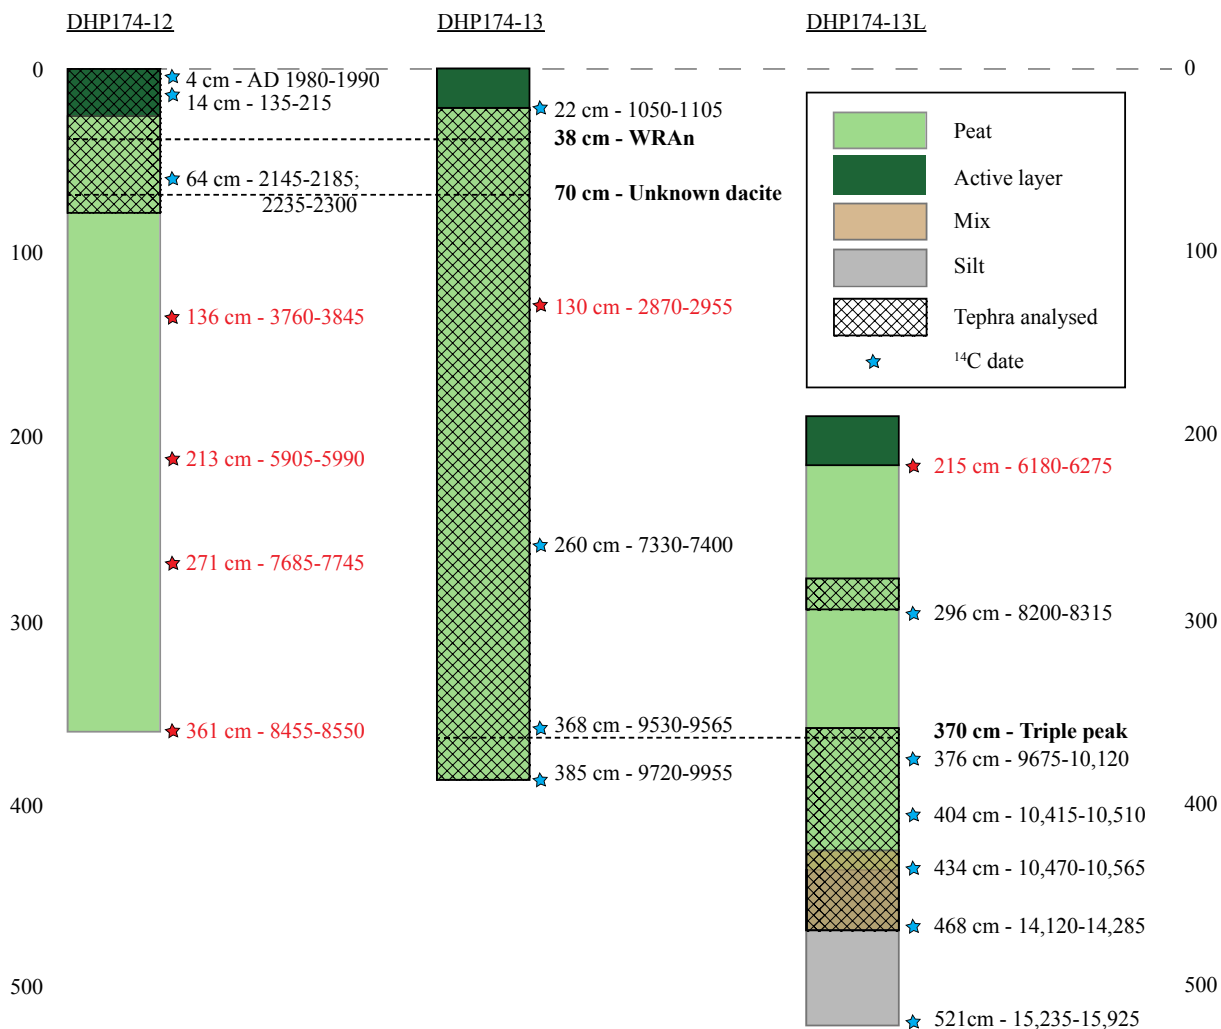 DHP174-12
DHP174-13
DHP174-13L
0
100
200
300
400
500
4 cm - AD 1980-1990
14 cm - 135-215
64 cm - 2145-2185;
2235-2300
136 cm - 3760-3845
213 cm - 5905-5990
271 cm - 7685-7745
361 cm - 8455-8550
22 cm - 1050-1105
38 cm - WRAn
70 cm - Unknown dacite
130 cm - 2870-2955
260 cm - 7330-7400
368 cm - 9530-9565
385 cm - 9720-9955
Peat
Active layer
Mix
Silt
Tephra analysed
¹⁴C date
215 cm - 6180-6275
296 cm - 8200-8315
370 cm - Triple peak
376 cm - 9675-10,120
404 cm - 10,415-10,510
434 cm - 10,470-10,565
468 cm - 14,120-14,285
521cm - 15,235-15,925
0
100
200
300
400
500